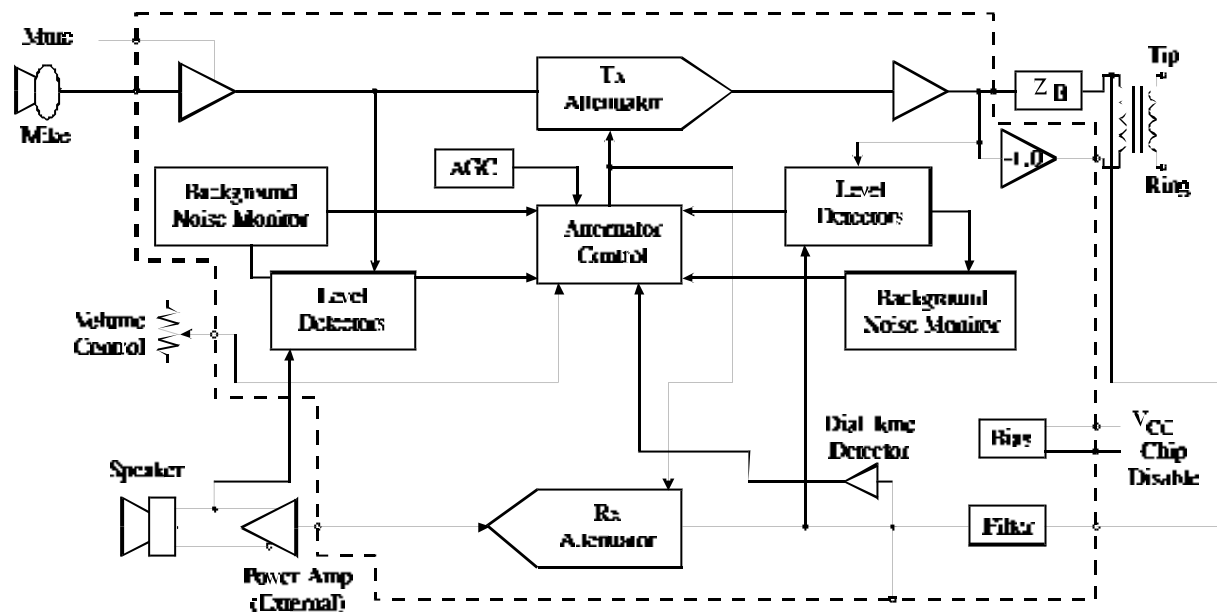 Mute
Mike
Tx
Attenuator
Z B
Tip
Ring
-1.0
AGC
Background
Noise Monitor
Level
Detectors
Attenuator
Control
Level
Detectors
Background
Noise Monitor
Volume
Control
Dial Tone
Detector
Bias
VCC
Chip
Disable
Speaker
Rx
Attenuator
Filter
Power Amp
(External)